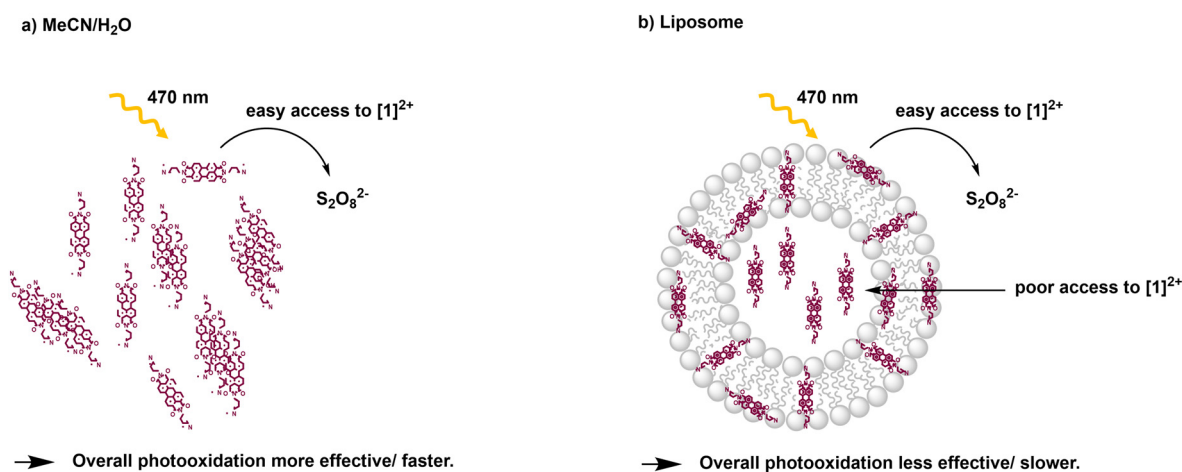 a) MeCN/H₂O
470 nm
easy access to [1]²⁺
S₂O₈²⁻
Overall photooxidation more effective/ faster.
b) Liposome
470 nm
easy access to [1]²⁺
S₂O₈²⁻
poor access to [1]²⁺
Overall photooxidation less effective/ slower.